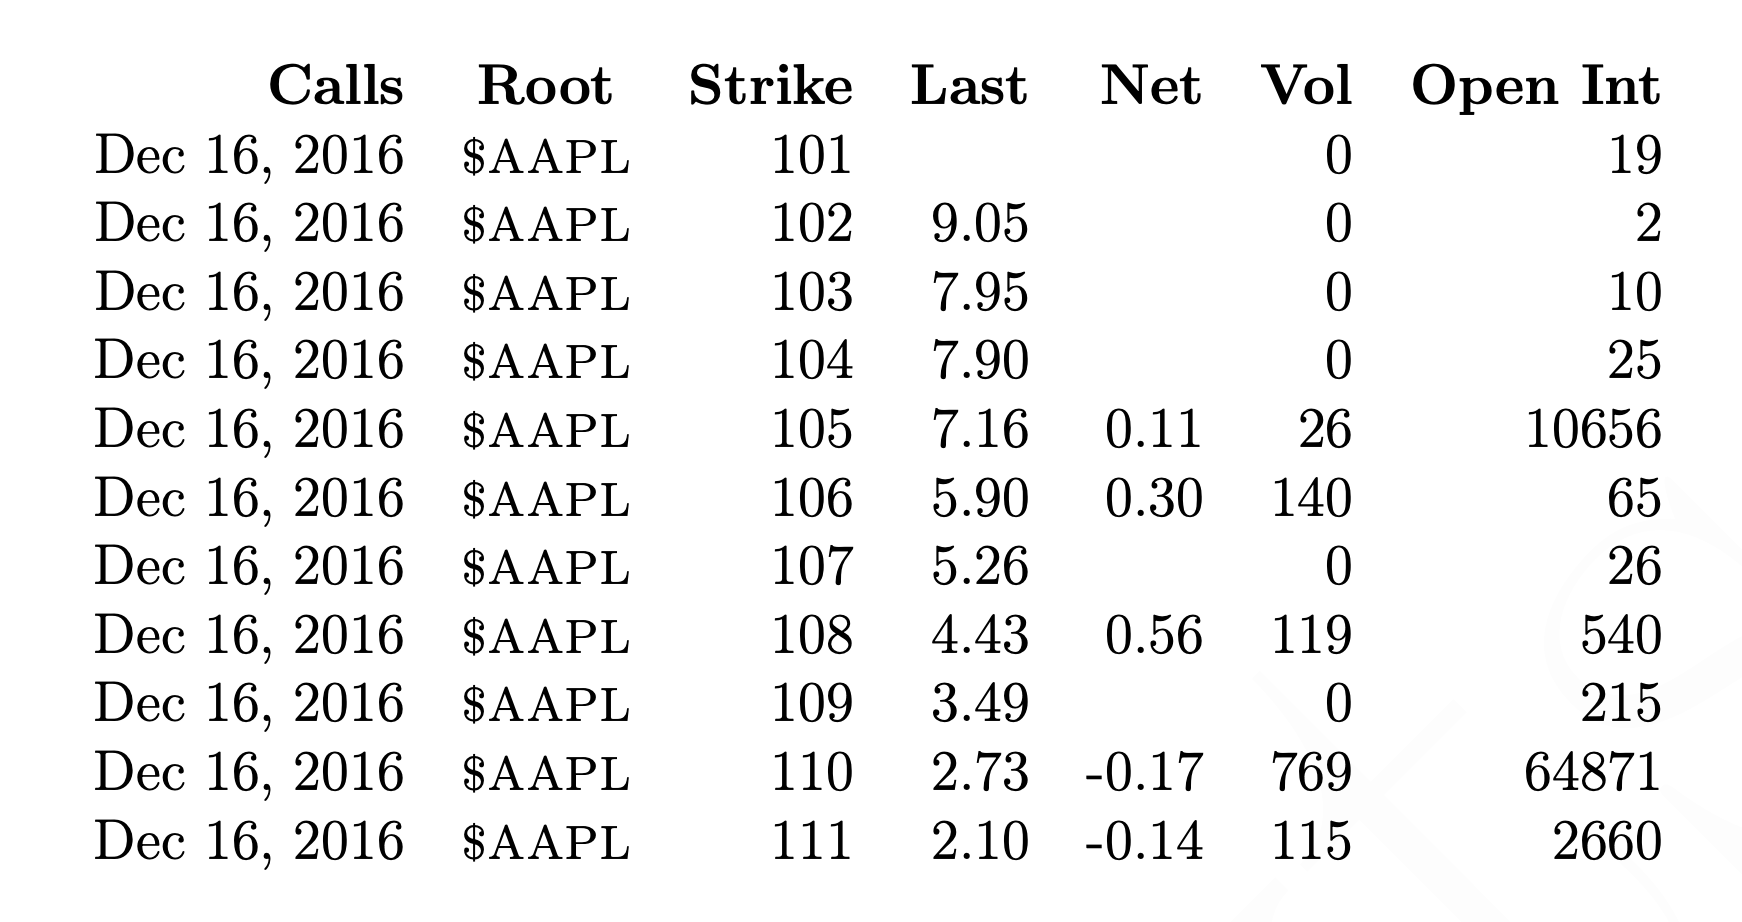 Calls Root Strike Last Net Vol Open Int
Dec 16, 2016 $AAPL 101 0 19
Dec 16, 2016 $AAPL 102 9.05 0 2
Dec 16, 2016 $AAPL 103 7.95 0 10
Dec 16, 2016 $AAPL 104 7.90 0 25
Dec 16, 2016 $AAPL 105 7.16 0.11 26 10656
Dec 16, 2016 $AAPL 106 5.90 0.30 140 65
Dec 16, 2016 $AAPL 107 5.26 0 26
Dec 16, 2016 $AAPL 108 4.43 0.56 119 540
Dec 16, 2016 $AAPL 109 3.49 0 215
Dec 16, 2016 $AAPL 110 2.73 -0.17 769 64871
Dec 16, 2016 $AAPL 111 2.10 -0.14 115 2660